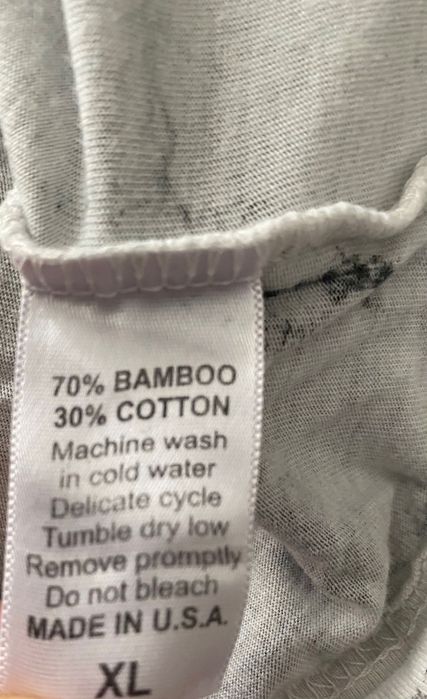 70% BAMBOO
30% COTTON
Machine wash
in cold water
Delicate cycle
Tumble dry low
Remove promptly
Do not bleach
MADE IN U.S.A.
XL